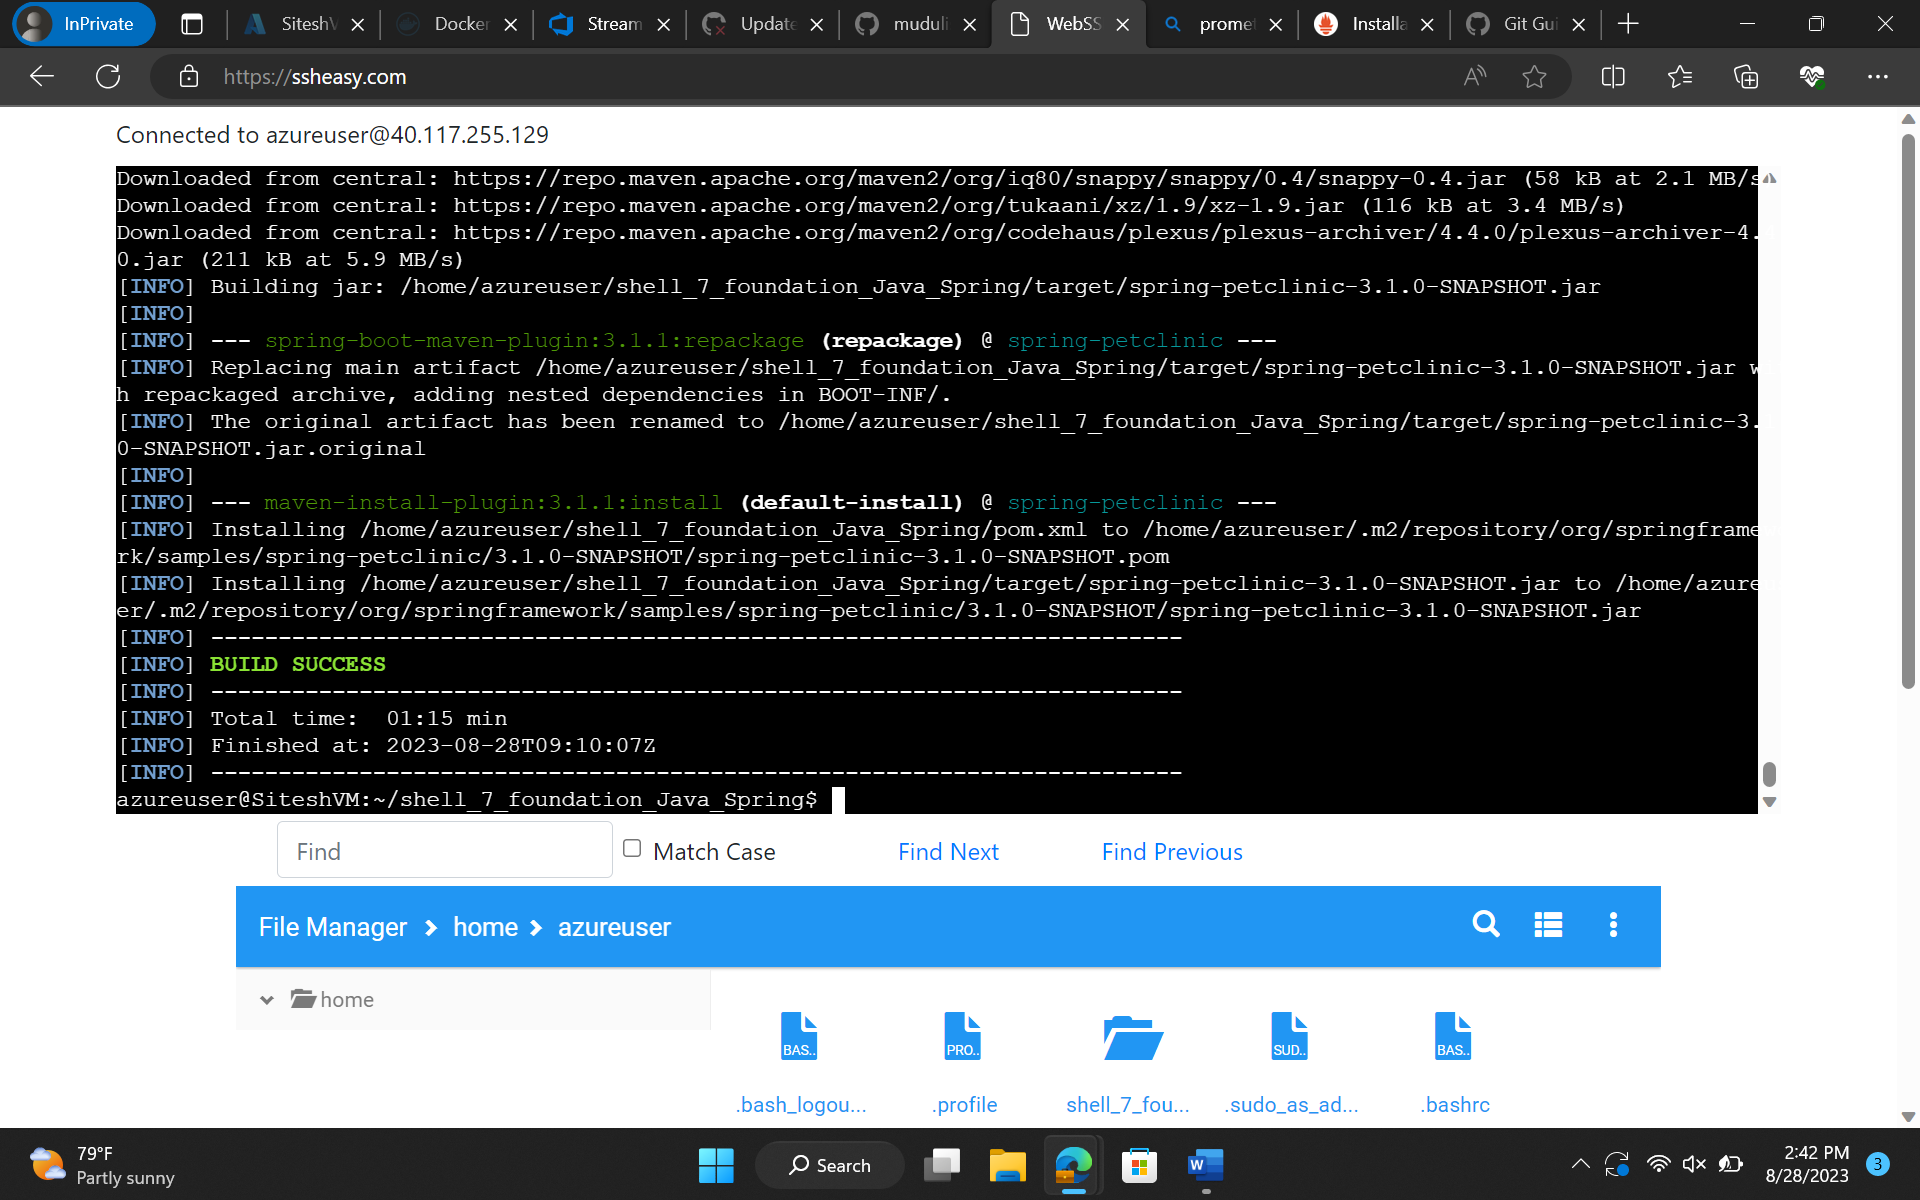 InPrivate
SiteshV
Docker
Stream
Update
muduli
WebSS
promet
Installa
Git Gui
https://ssheasy.com
Connected to azureuser@40.117.255.129
Downloaded from central: https://repo.maven.apache.org/maven2/org/iq80/snappy/snappy/0.4/snappy-0.4.jar (58 kB at 2.1 MB/s
Downloaded from central: https://repo.maven.apache.org/maven2/org/tukaani/xz/1.9/xz-1.9.jar (116 kB at 3.4 MB/s)
Downloaded from central: https://repo.maven.apache.org/maven2/org/codehaus/plexus/plexus-archiver/4.4.0/plexus-archiver-4.
0.jar (211 kB at 5.9 MB/s)
[INFO] Building jar: /home/azureuser/shell_7_foundation_Java_Spring/target/spring-petclinic-3.1.0-SNAPSHOT.jar
[INFO]
[INFO] --- spring-boot-maven-plugin:3.1.1:repackage (repackage) @ spring-petclinic ---
[INFO] Replacing main artifact /home/azureuser/shell_7_foundation_Java_Spring/target/spring-petclinic-3.1.0-SNAPSHOT.jar w
h repackaged archive, adding nested dependencies in BOOT-INF/.
[INFO] The original artifact has been renamed to /home/azureuser/shell_7_foundation_Java_Spring/target/spring-petclinic-3.
0-SNAPSHOT.jar.original
[INFO]
[INFO] --- maven-install-plugin:3.1.1:install (default-install) @ spring-petclinic ---
[INFO] Installing /home/azureuser/shell_7_foundation_Java_Spring/pom.xml to /home/azureuser/.m2/repository/org/springframe
rk/samples/spring-petclinic/3.1.0-SNAPSHOT/spring-petclinic-3.1.0-SNAPSHOT.pom
[INFO] Installing /home/azureuser/shell_7_foundation_Java_Spring/target/spring-petclinic-3.1.0-SNAPSHOT.jar to /home/azure
er/.m2/repository/org/springframework/samples/spring-petclinic/3.1.0-SNAPSHOT/spring-petclinic-3.1.0-SNAPSHOT.jar
[INFO] ------------------------------------------------------------------------
[INFO] BUILD SUCCESS
[INFO] ------------------------------------------------------------------------
[INFO] Total time:  01:15 min
[INFO] Finished at: 2023-08-28T09:10:07Z
[INFO] ------------------------------------------------------------------------
azureuser@SiteshVM:~/shell_7_foundation_Java_Spring$
Find
Match Case
Find Next
Find Previous
File Manager
home
azureuser
home
BAS..
PRO..
SUD..
BAS..
.bash_logou...
.profile
shell_7_fou...
.sudo_as_ad...
.bashrc
79°F
Partly sunny
Search
2:42 PM
8/28/2023
3